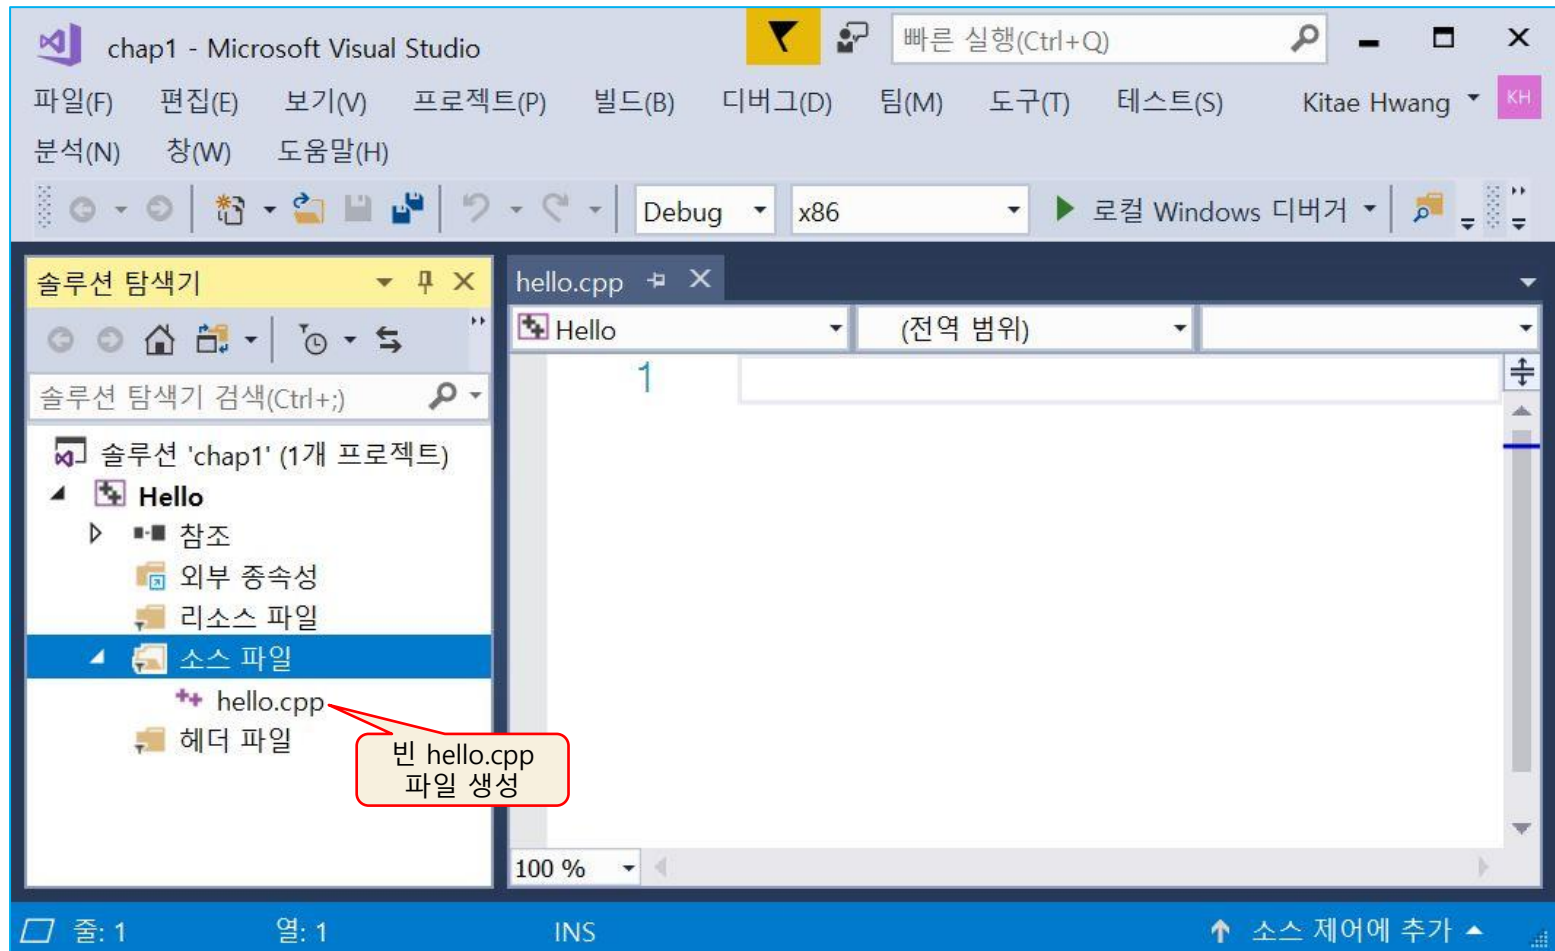 chap1 - Microsoft Visual Studio
빠른 실행(Ctrl+Q)
파일(F) 편집(E) 보기(V) 프로젝트(P) 빌드(B) 디버그(D) 팀(M) 도구(T) 테스트(S) Kitae Hwang KH
분석(N) 창(W) 도움말(H)
Debug x86 로컬 Windows 디버거
솔루션 탐색기
솔루션 탐색기 검색(Ctrl+;)
솔루션 'chap1' (1개 프로젝트)
Hello
참조
외부 종속성
리소스 파일
소스 파일
hello.cpp
헤더 파일
빈 hello.cpp
파일 생성
hello.cpp
Hello (전역 범위)
1
100 %
줄: 1 열: 1 INS 소스 제어에 추가